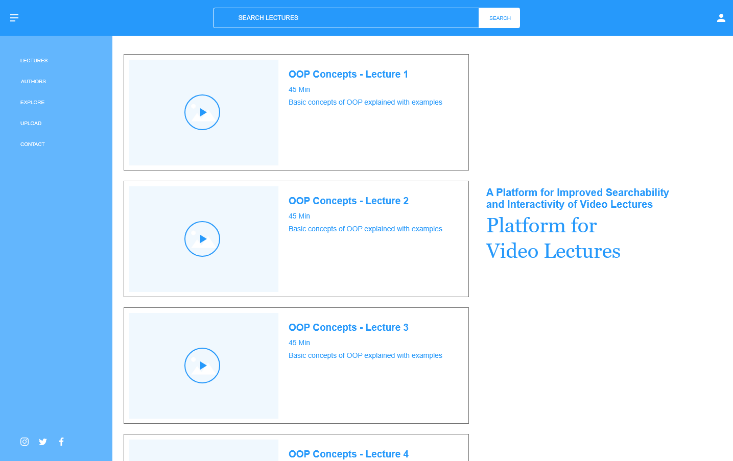 SEARCH LECTURES
SEARCH
LECTURES
AUTHORS
EXPLORE
UPLOAD
CONTACT
OOP Concepts - Lecture 1
45 Min
Basic concepts of OOP explained with examples
OOP Concepts - Lecture 2
45 Min
Basic concepts of OOP explained with examples
OOP Concepts - Lecture 3
45 Min
Basic concepts of OOP explained with examples
OOP Concepts - Lecture 4
A Platform for Improved Searchability
and Interactivity of Video Lectures
Platform for
Video Lectures